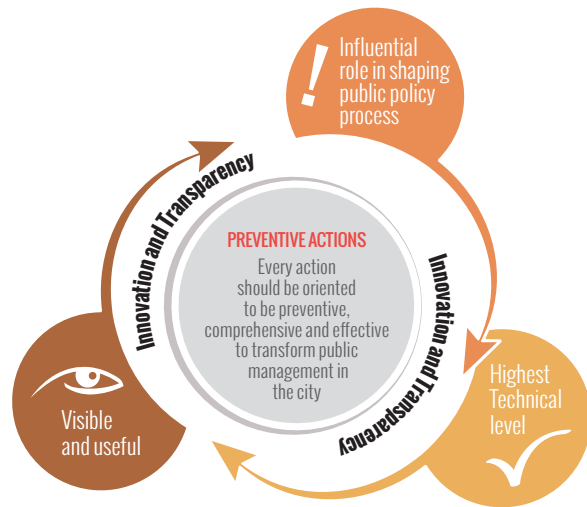 !
Influential
role in shaping
public policy
process
Innovation and Transparency
PREVENTIVE ACTIONS
Every action
should be oriented
to be preventive,
comprehensive and effective
to transform public
management in
the city
Innovation and Transparency
Highest
Technical
level
Visible
and useful